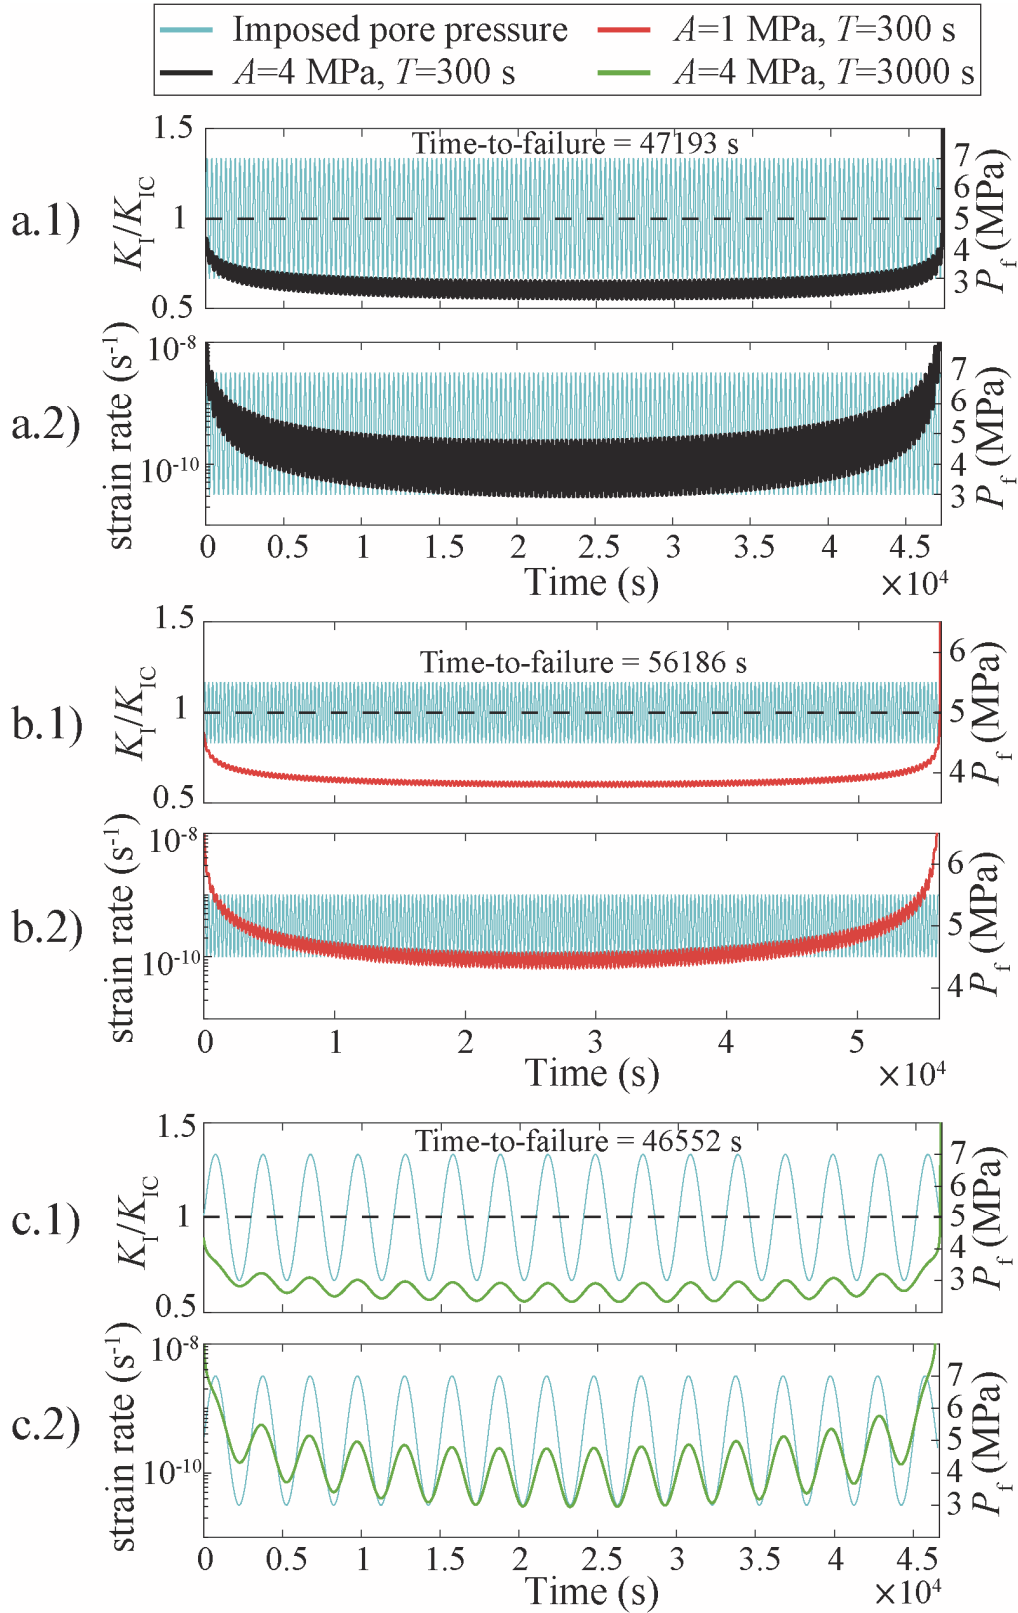 Imposed pore pressure
A=1 MPa, T=300 s
A=4 MPa, T=300 s
A=4 MPa, T=3000 s
a.1)
K_I/K_IC
1.5
1
0.5
Time-to-failure = 47193 s
7
6
5
4
3
P_f (MPa)
a.2)
strain rate (s^-1)
10^-8
10^-10
7
6
5
4
3
P_f (MPa)
0 0.5 1 1.5 2 2.5 3 3.5 4 4.5
Time (s)
×10^4
b.1)
K_I/K_IC
1.5
1
0.5
Time-to-failure = 56186 s
6
5
4
P_f (MPa)
b.2)
strain rate (s^-1)
10^-8
10^-10
6
5
4
P_f (MPa)
0 1 2 3 4 5
Time (s)
×10^4
c.1)
K_I/K_IC
1.5
1
0.5
Time-to-failure = 46552 s
7
6
5
4
3
P_f (MPa)
c.2)
strain rate (s^-1)
10^-8
10^-10
7
6
5
4
3
P_f (MPa)
0 0.5 1 1.5 2 2.5 3 3.5 4 4.5
Time (s)
×10^4